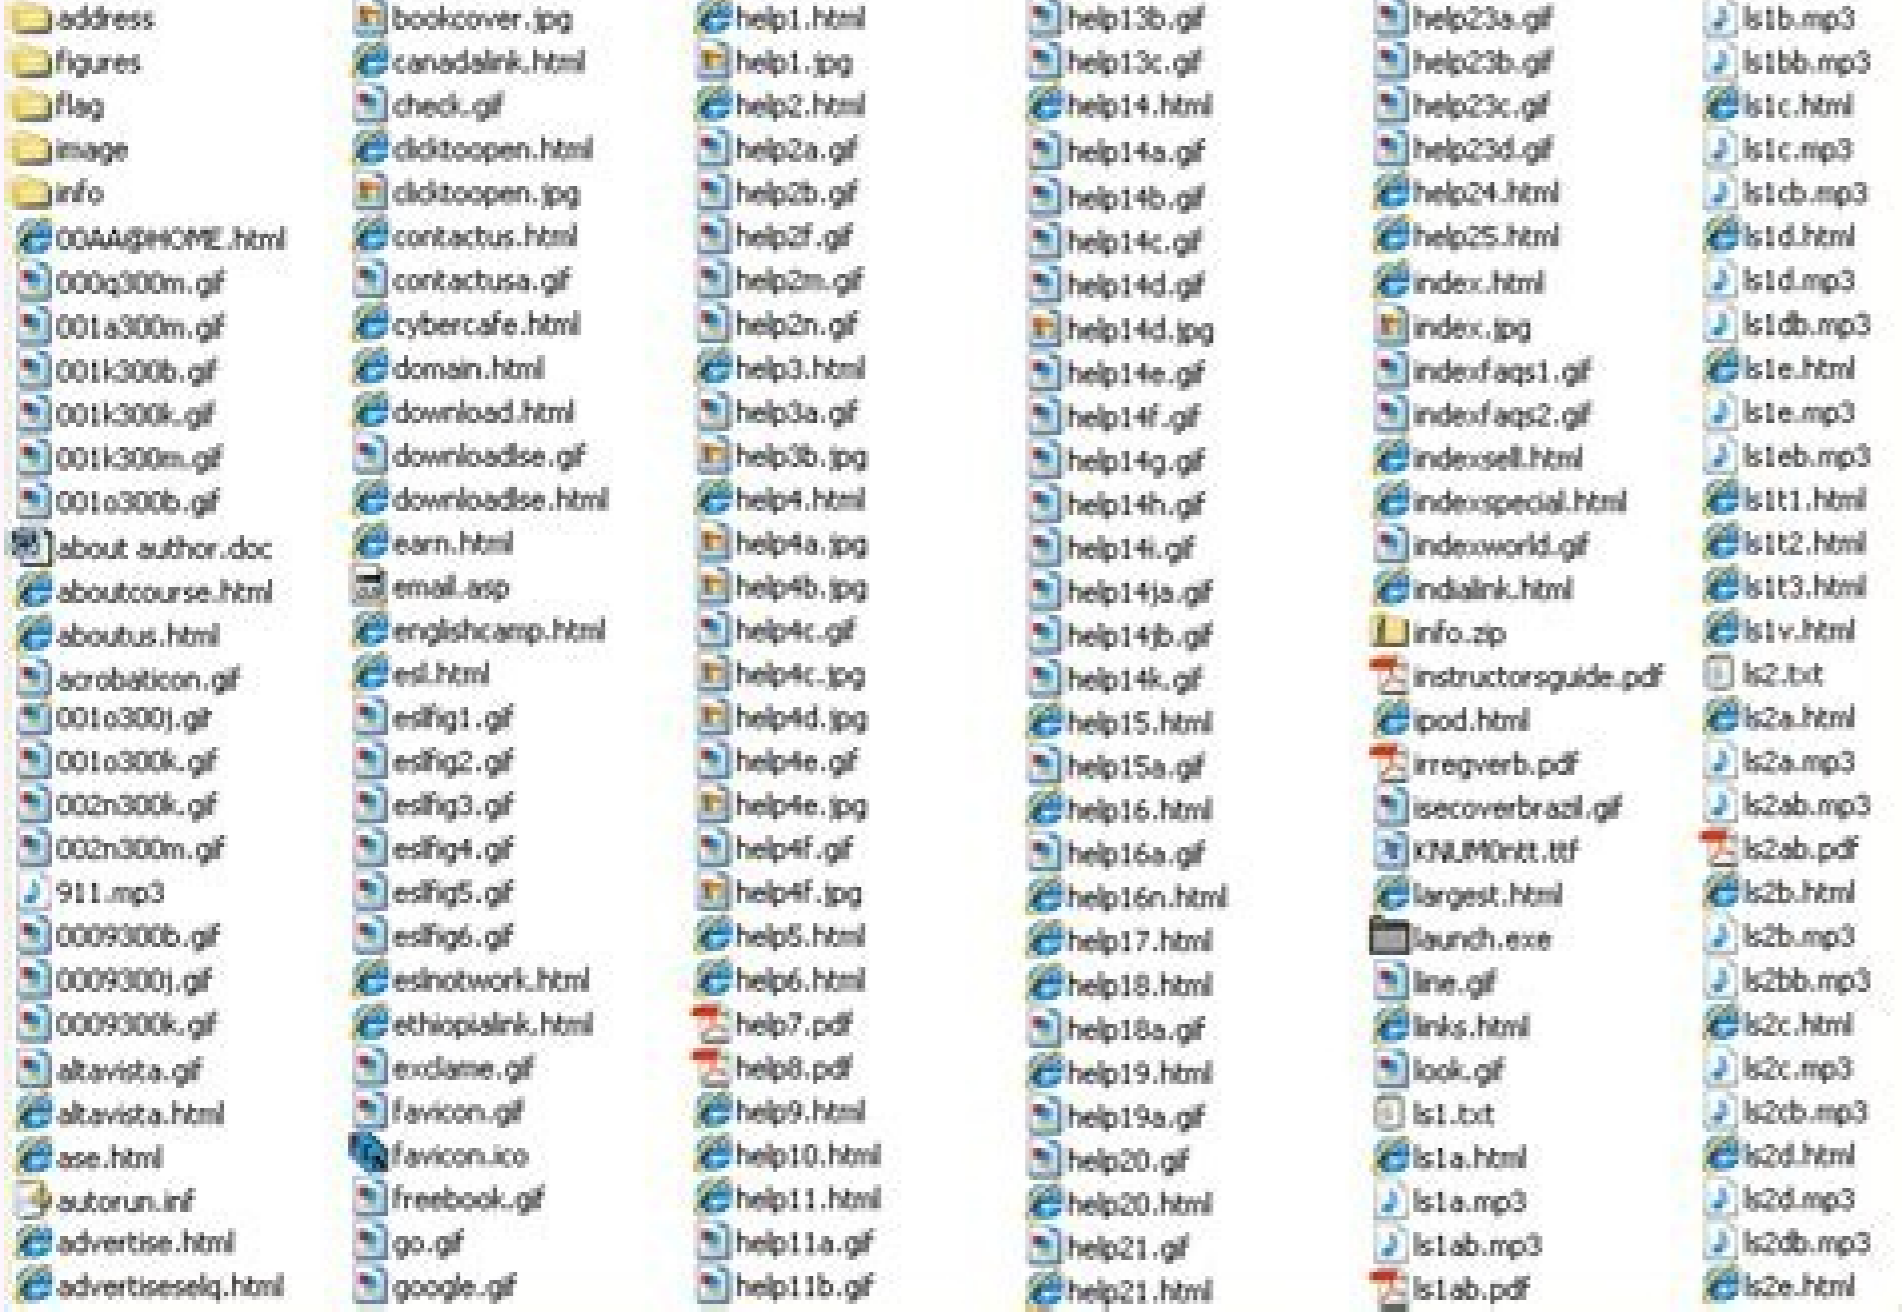 address
figures
flag
image
info
00AA@HOME.html
000q300m.gif
001a300m.gif
001k300b.gif
001k300k.gif
001k300m.gif
001o300b.gif
about author.doc
aboutcourse.html
aboutus.html
acrobaticon.gif
001o300j.gif
001o300k.gif
002n300k.gif
002n300m.gif
911.mp3
0009300b.gif
0009300j.gif
0009300k.gif
altavista.gif
altavista.html
ase.html
autorun.inf
advertise.html
advertiseselq.html
bookcover.jpg
canadalink.html
check.gif
clicktoopen.html
clicktoopen.jpg
contactus.html
contactusa.gif
cybercafe.html
domain.html
download.html
downloadlse.gif
downloadlse.html
earn.html
email.asp
englishcamp.html
esl.html
eslfig1.gif
eslfig2.gif
eslfig3.gif
eslfig4.gif
eslfig5.gif
eslfig6.gif
eslnotwork.html
ethiopialink.html
exclame.gif
favicon.gif
favicon.ico
freebook.gif
go.gif
google.gif
help1.html
help1.jpg
help2.html
help2a.gif
help2b.gif
help2f.gif
help2m.gif
help2n.gif
help3.html
help3a.gif
help3b.jpg
help4.html
help4a.jpg
help4b.jpg
help4c.gif
help4c.jpg
help4d.jpg
help4e.gif
help4e.jpg
help4f.gif
help4f.jpg
help5.html
help6.html
help7.pdf
help8.pdf
help9.html
help10.html
help11.html
help11a.gif
help11b.gif
help13b.gif
help13c.gif
help14.html
help14a.gif
help14b.gif
help14c.gif
help14d.gif
help14d.jpg
help14e.gif
help14f.gif
help14g.gif
help14h.gif
help14i.gif
help14ja.gif
help14jb.gif
help14k.gif
help15.html
help15a.gif
help16.html
help16a.gif
help16n.html
help17.html
help18.html
help18a.gif
help19.html
help19a.gif
help20.gif
help20.html
help21.gif
help21.html
help23a.gif
help23b.gif
help23c.gif
help23d.gif
help24.html
help25.html
index.html
index.jpg
indexfaqs1.gif
indexfaqs2.gif
indexsell.html
indexspecial.html
indexworld.gif
indialink.html
info.zip
instructorsguide.pdf
ipod.html
irregverb.pdf
isecoverbrazil.gif
KNUM0ntt.ttf
largest.html
launch.exe
line.gif
links.html
look.gif
ls1.txt
ls1a.html
ls1a.mp3
ls1ab.mp3
ls1ab.pdf
ls1b.mp3
ls1bb.mp3
ls1c.html
ls1c.mp3
ls1cb.mp3
ls1d.html
ls1d.mp3
ls1db.mp3
ls1e.html
ls1e.mp3
ls1eb.mp3
ls1t1.html
ls1t2.html
ls1t3.html
ls1v.html
ls2.txt
ls2a.html
ls2a.mp3
ls2ab.mp3
ls2ab.pdf
ls2b.html
ls2b.mp3
ls2bb.mp3
ls2c.html
ls2c.mp3
ls2cb.mp3
ls2d.html
ls2d.mp3
ls2db.mp3
ls2e.html